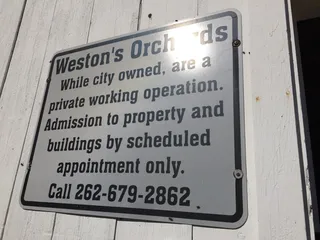 Weston's Orchards
While city owned, are a
private working operation.
Admission to property and
buildings by scheduled
appointment only.
Call 262-679-2862